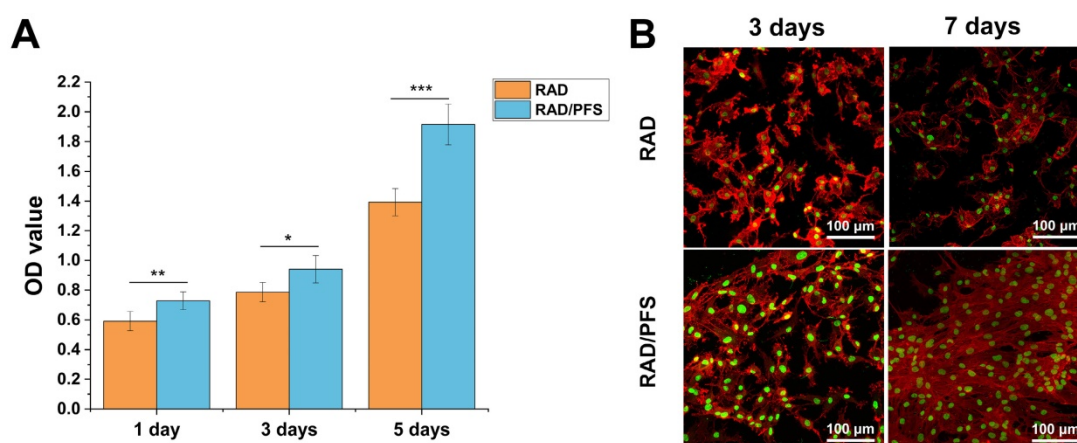 A
OD value
2.2
2.0
1.8
1.6
1.4
1.2
1.0
0.8
0.6
0.4
0.2
0.0
**
*
***
RAD
RAD/PFS
1 day
3 days
5 days
B
3 days
7 days
RAD
100 µm
100 µm
RAD/PFS
100 µm
100 µm